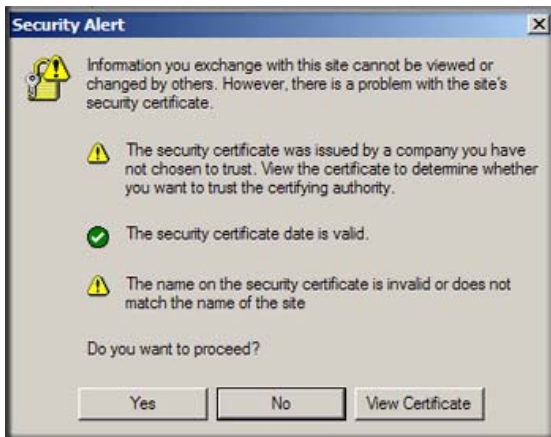 Security Alert
Information you exchange with this site cannot be viewed or
changed by others. However, there is a problem with the site's
security certificate.
The security certificate was issued by a company you have
not chosen to trust. View the certificate to determine whether
you want to trust the certifying authority.
The security certificate date is valid.
The name on the security certificate is invalid or does not
match the name of the site
Do you want to proceed?
Yes No View Certificate